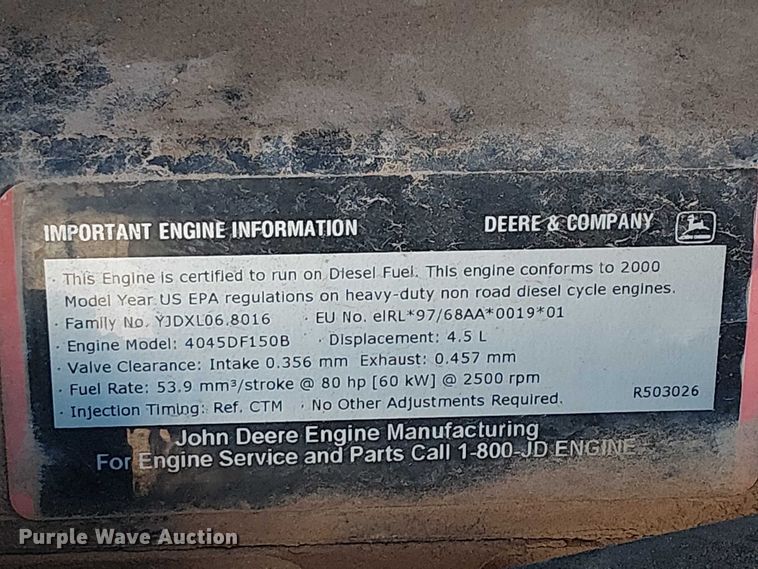 IMPORTANT ENGINE INFORMATION DEERE & COMPANY
· This Engine is certified to run on Diesel Fuel. This engine conforms to 2000
Model Year US EPA regulations on heavy-duty non road diesel cycle engines.
· Family No. YJDXL06.8016 · EU No. eIRL*97/68AA*0019*01
· Engine Model: 4045DF150B · Displacement: 4.5 L
· Valve Clearance: Intake 0.356 mm Exhaust: 0.457 mm
· Fuel Rate: 53.9 mm³/stroke @ 80 hp [60 kW] @ 2500 rpm
· Injection Timing: Ref. CTM · No Other Adjustments Required. R503026
John Deere Engine Manufacturing
For Engine Service and Parts Call 1-800-JD ENGINE
Purple Wave Auction